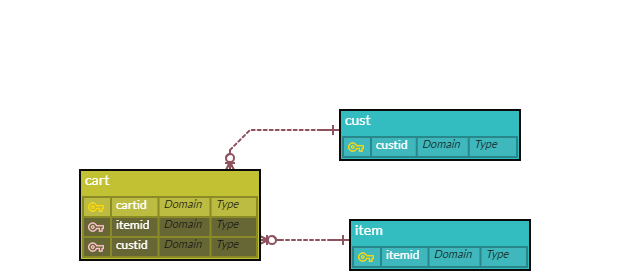 cust
custid Domain Type
cart
cartid Domain Type
itemid Domain Type
custid Domain Type
item
itemid Domain Type